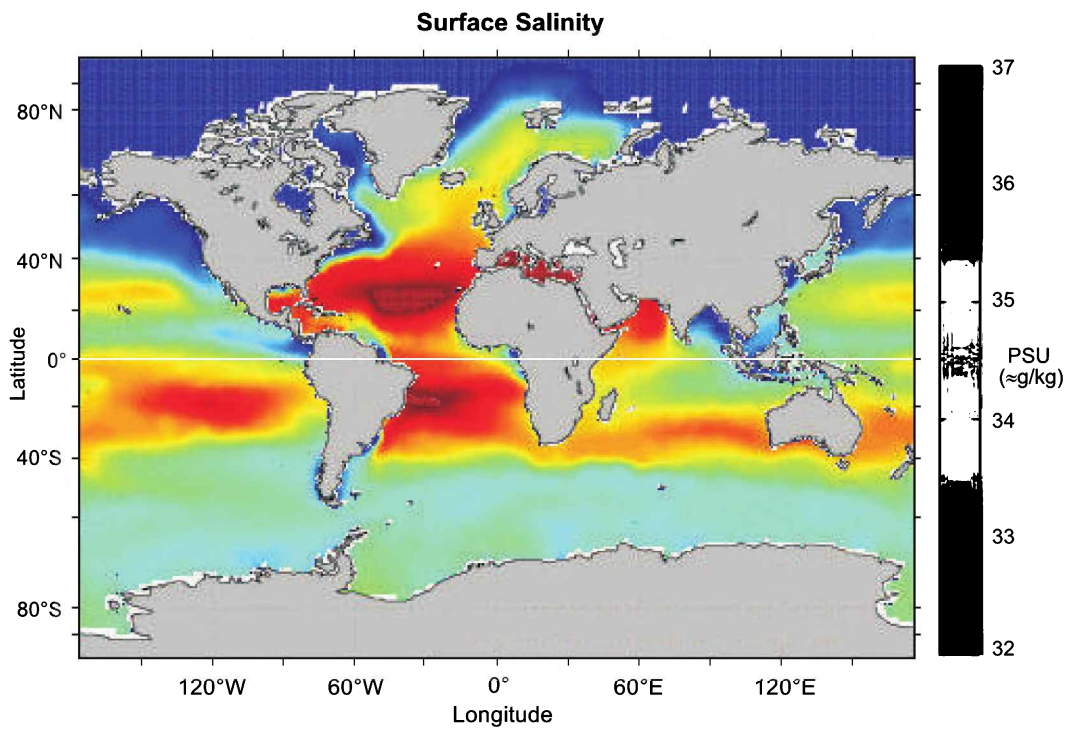 Surface Salinity
80°N
40°N
0°
40°S
80°S
Latitude
120°W
60°W
0°
60°E
120°E
Longitude
37
36
35
PSU
(≈g/kg)
34
33
32